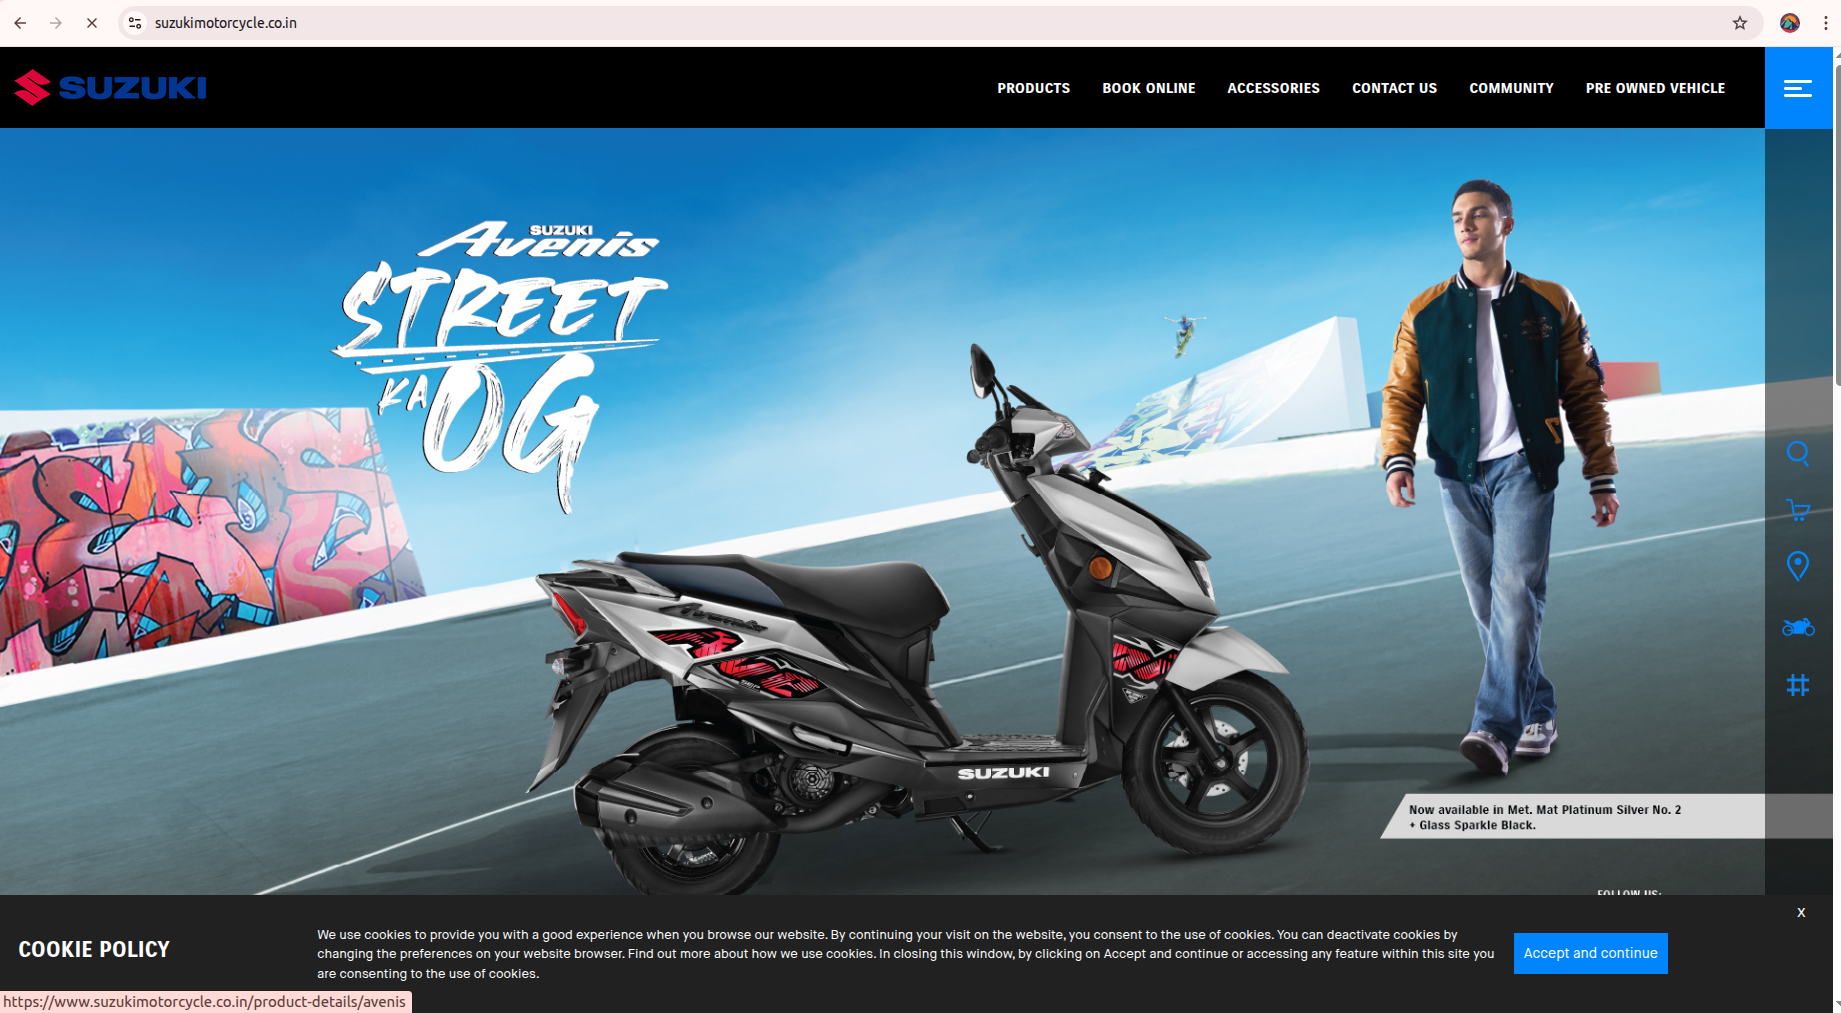 suzukimotorcycle.co.in
SUZUKI
PRODUCTS
BOOK ONLINE
ACCESSORIES
CONTACT US
COMMUNITY
PRE OWNED VEHICLE
SUZUKI
Avenis
STREET
KA OG
Avenis
SUZUKI
Now available in Met. Mat Platinum Silver No. 2
+ Glass Sparkle Black.
FOLLOW US:
X
COOKIE POLICY
We use cookies to provide you with a good experience when you browse our website. By continuing your visit on the website, you consent to the use of cookies. You can deactivate cookies by
changing the preferences on your website browser. Find out more about how we use cookies. In closing this window, by clicking on Accept and continue or accessing any feature within this site you
are consenting to the use of cookies.
Accept and continue
https://www.suzukimotorcycle.co.in/product-details/avenis